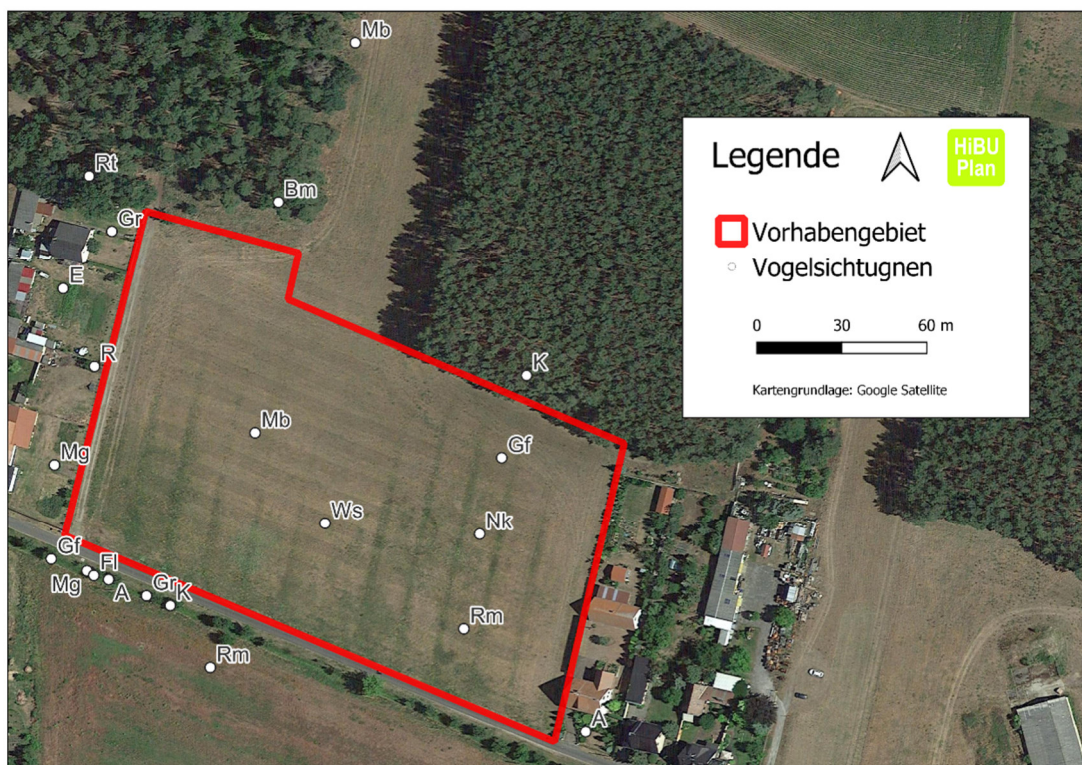 Mb
Rt
Bm
Gr
E
R
K
Mb
Gf
Mg
Ws
Nk
Gf
Fl
Mg
A
Gr
K
Rm
Rm
A
Legende
HiBU
Plan
Vorhabengebiet
Vogelsichtugnen
0 30 60 m
Kartengrundlage: Google Satellite